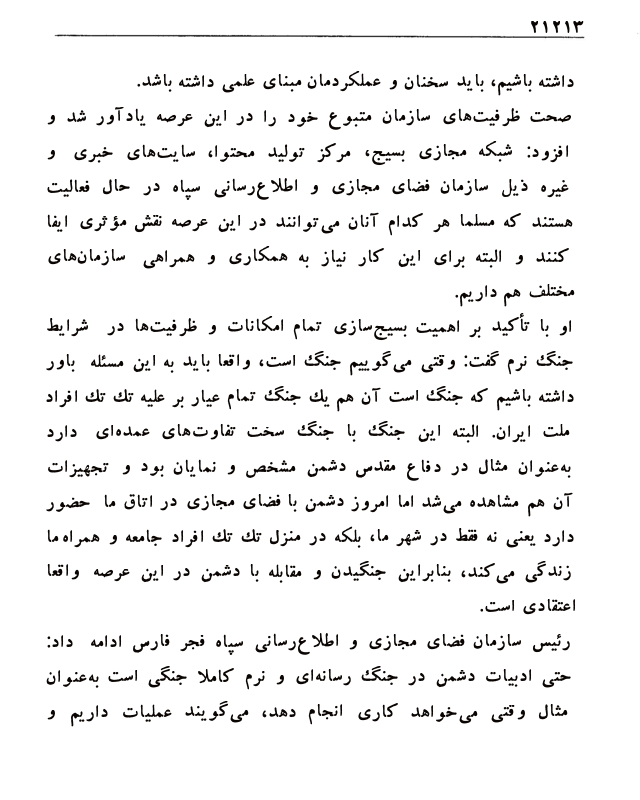 ۲۱۲۱۳
داشته باشیم، باید سخنان و عملکردمان مبنای علمی داشته باشد.
صحت ظرفیت‌های سازمان متبوع خود را در این عرصه یادآور شد و
افزود: شبکه مجازی بسیج، مرکز تولید محتوا، سایت‌های خبری و
غیره ذیل سازمان فضای مجازی و اطلاع‌رسانی سپاه در حال فعالیت
هستند که مسلما هر کدام آنان می‌توانند در این عرصه نقش مؤثری ایفا
کنند و البته برای این کار نیاز به همکاری و همراهی سازمان‌های
مختلف هم داریم.
او با تأکید بر اهمیت بسیج‌سازی تمام امکانات و ظرفیت‌ها در شرایط
جنگ نرم گفت: وقتی می‌گوییم جنگ است، واقعا باید به این مسئله باور
داشته باشیم که جنگ است آن هم یك جنگ تمام عیار بر علیه تك تك افراد
ملت ایران. البته این جنگ با جنگ سخت تفاوت‌های عمده‌ای دارد
به‌عنوان مثال در دفاع مقدس دشمن مشخص و نمایان بود و تجهیزات
آن هم مشاهده می‌شد اما امروز دشمن با فضای مجازی در اتاق ما حضور
دارد یعنی نه فقط در شهر ما، بلکه در منزل تك تك افراد جامعه و همراه ما
زندگی می‌کند، بنابراین جنگیدن و مقابله با دشمن در این عرصه واقعا
اعتقادی است.
رئیس سازمان فضای مجازی و اطلاع‌رسانی سپاه فجر فارس ادامه داد:
حتی ادبیات دشمن در جنگ رسانه‌ای و نرم کاملا جنگی است به‌عنوان
مثال وقتی می‌خواهد کاری انجام دهد، می‌گویند عملیات داریم و